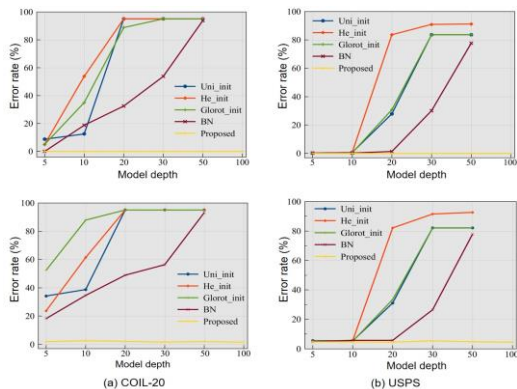 100
80
60
40
20
0
Error rate (%)
Uni_init
He_init
Glorot_init
BN
Proposed
5 10 20 30 50 100
Model depth
100
80
60
40
20
0
Error rate (%)
Uni_init
He_init
Glorot_init
BN
Proposed
5 10 20 30 50 100
Model depth
100
80
60
40
20
Error rate (%)
Uni_init
He_init
Glorot_init
BN
Proposed
5 10 20 30 50 100
Model depth
(a) COIL-20
100
80
60
40
20
Error rate (%)
Uni_init
He_init
Glorot_init
BN
Proposed
5 10 20 30 50 100
Model depth
(b) USPS